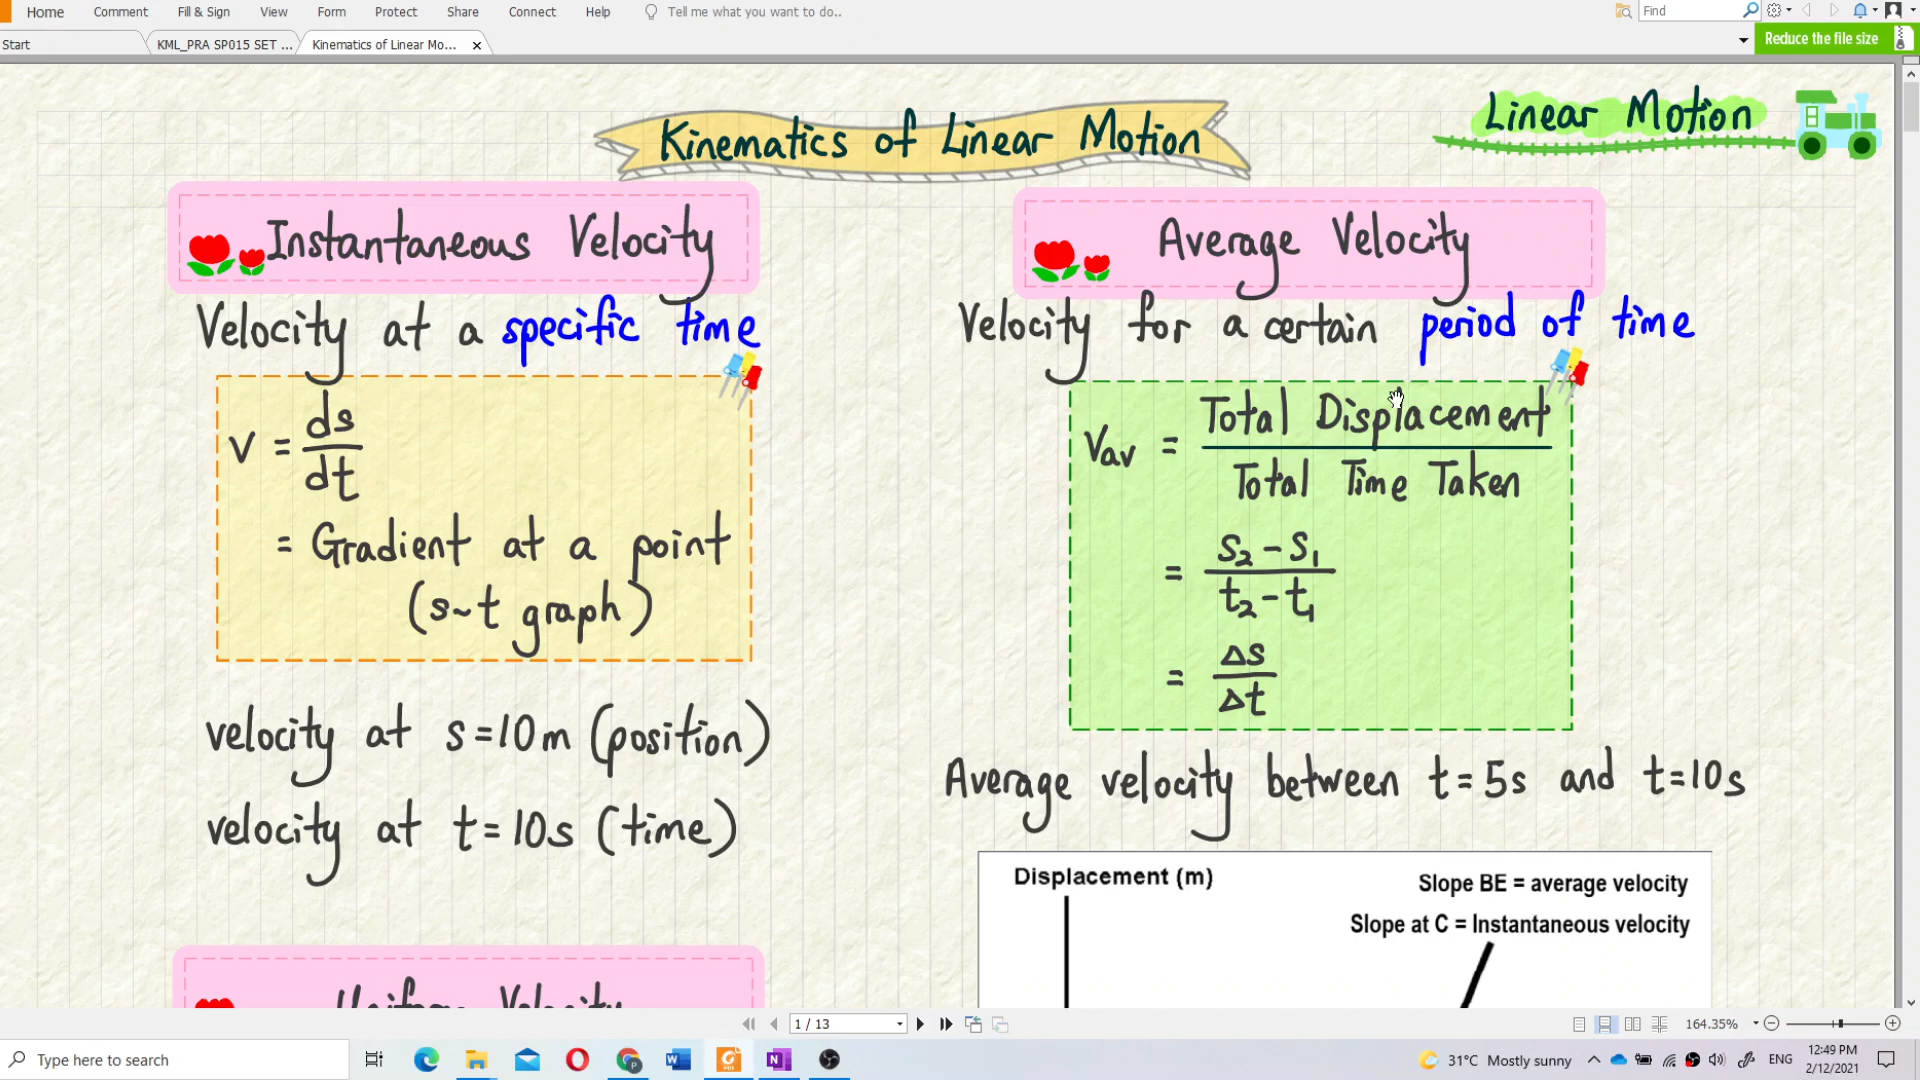 Home Comment Fill & Sign View Form Protect Share Connect Help Tell me what you want to do.. Find
Start KML_PRA SP015 SET ... Kinematics of Linear Mo... Reduce the file size
Kinematics of Linear Motion
Linear Motion
Instantaneous Velocity
Velocity at a specific time
v = ds/dt
= Gradient at a point
(s~t graph)
velocity at s=10m (position)
velocity at t=10s (time)
Uniform Velocity
Average Velocity
Velocity for a certain period of time
Vav = Total Displacement / Total Time Taken
= s₂-s₁ / t₂-t₁
= Δs / Δt
Average velocity between t=5s and t=10s
Displacement (m)
Slope BE = average velocity
Slope at C = Instantaneous velocity
1 / 13
164.35%
Type here to search
31°C Mostly sunny
ENG
12:49 PM
2/12/2021